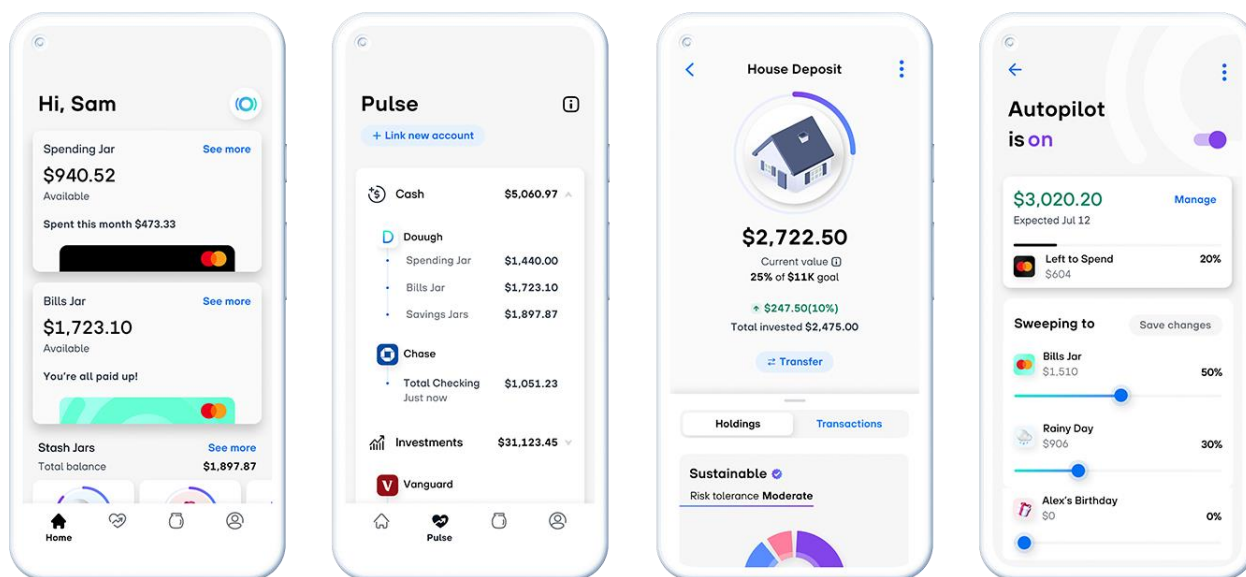 Hi, Sam
Spending Jar See more
$940.52
Available
Spent this month $473.33
Bills Jar See more
$1,723.10
Available
You're all paid up!
Stash Jars See more
Total balance $1,897.87
Home
Pulse
+ Link new account
Cash $5,060.97
Douugh
Spending Jar $1,440.00
Bills Jar $1,723.10
Savings Jars $1,897.87
Chase
Total Checking $1,051.23
Just now
Investments $31,123.45
V Vanguard
Pulse
House Deposit
$2,722.50
Current value
25% of $11K goal
$247.50(10%)
Total invested $2,475.00
Transfer
Holdings Transactions
Sustainable
Risk tolerance Moderate
Autopilot
is on
$3,020.20 Manage
Expected Jul 12
Left to Spend 20%
$604
Sweeping to Save changes
Bills Jar
$1,510 50%
Rainy Day
$906 30%
Alex's Birthday
$0 0%